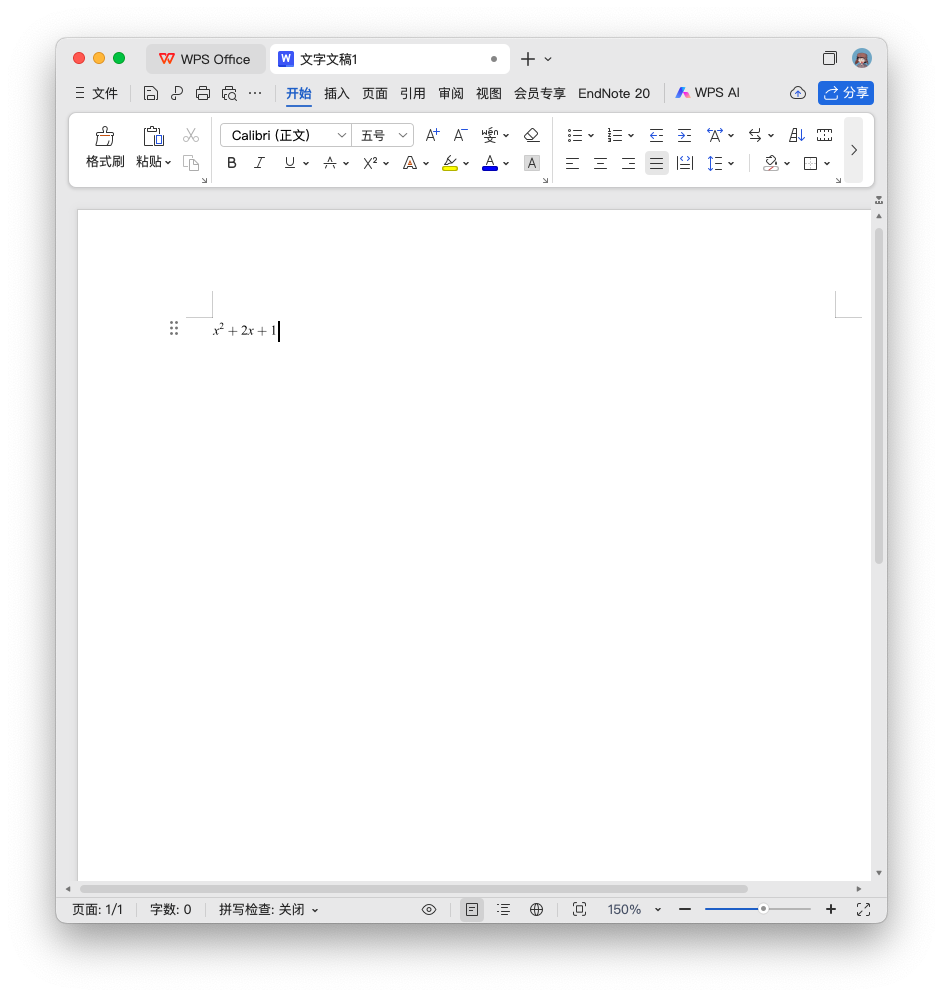 WPS Office
文字文稿1
文件
开始 插入 页面 引用 审阅 视图 会员专享 EndNote 20 WPS AI 分享
格式刷 粘贴 Calibri (正文) 五号 A+ A− wén 变
B I U X² A A A
x² + 2x + 1
页面: 1/1 字数: 0 拼写检查: 关闭 150%